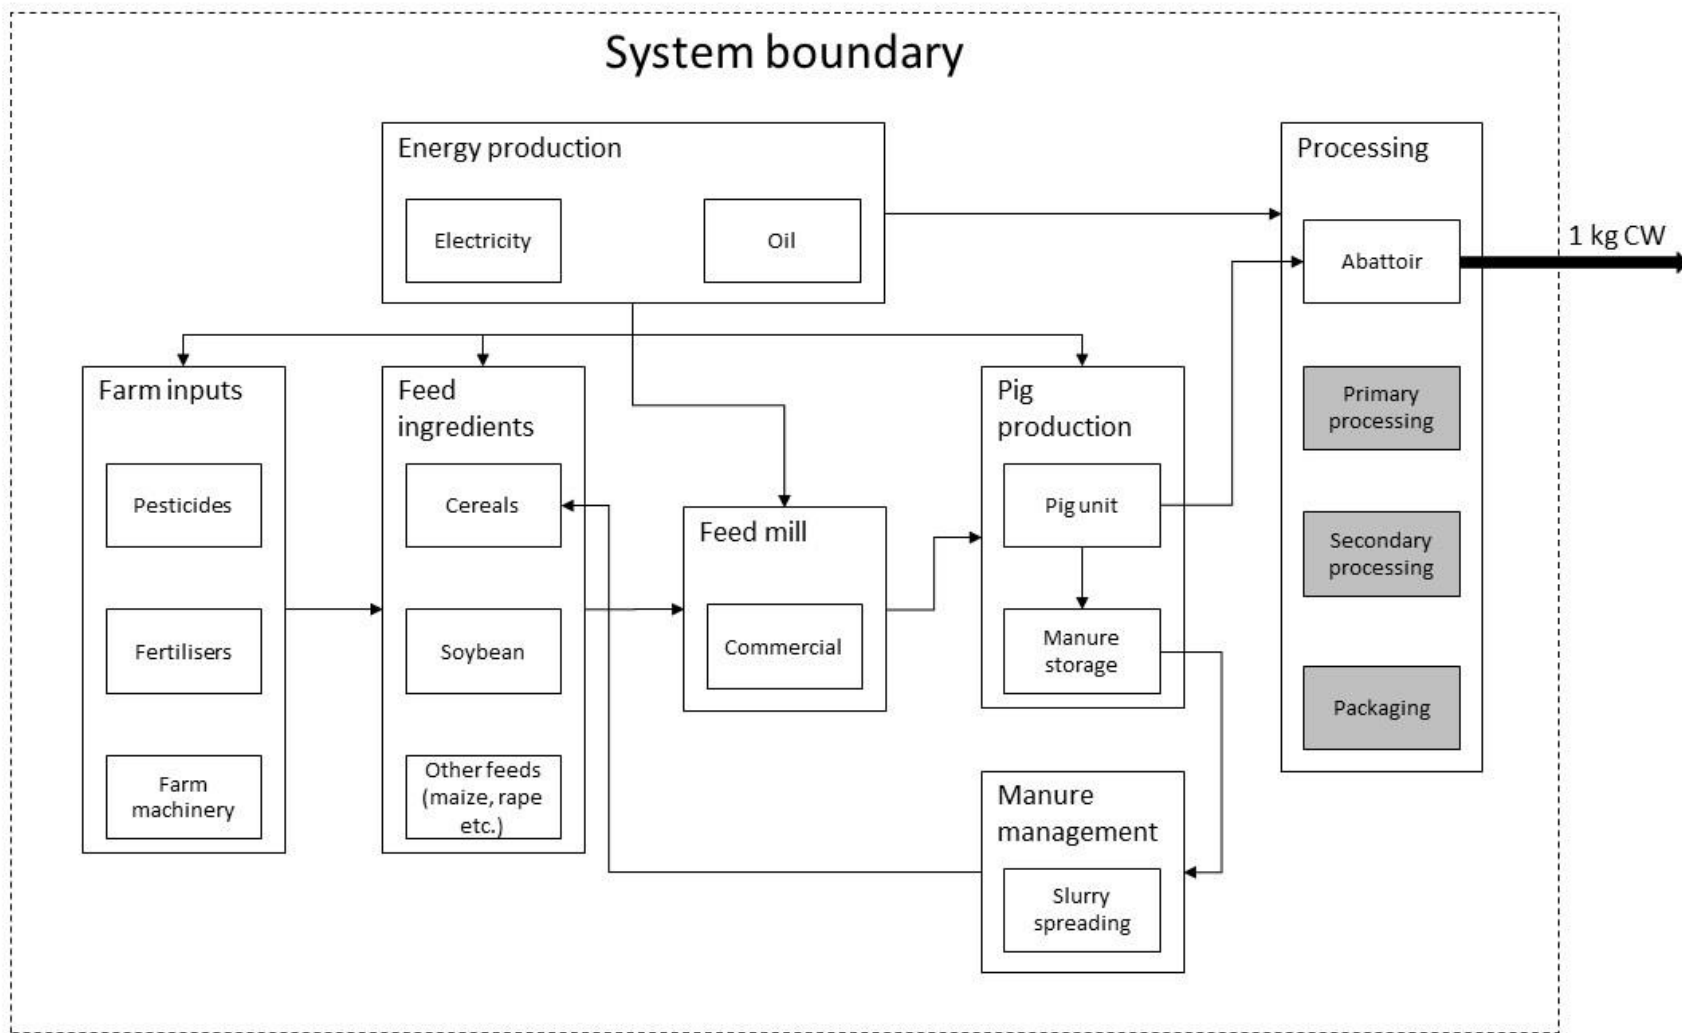 System boundary
Energy production
Electricity
Oil
Processing
Abattoir
1 kg CW
Primary
processing
Secondary
processing
Packaging
Farm inputs
Pesticides
Fertilisers
Farm
machinery
Feed
ingredients
Cereals
Soybean
Other feeds
(maize, rape
etc.)
Feed mill
Commercial
Pig
production
Pig unit
Manure
storage
Manure
management
Slurry
spreading